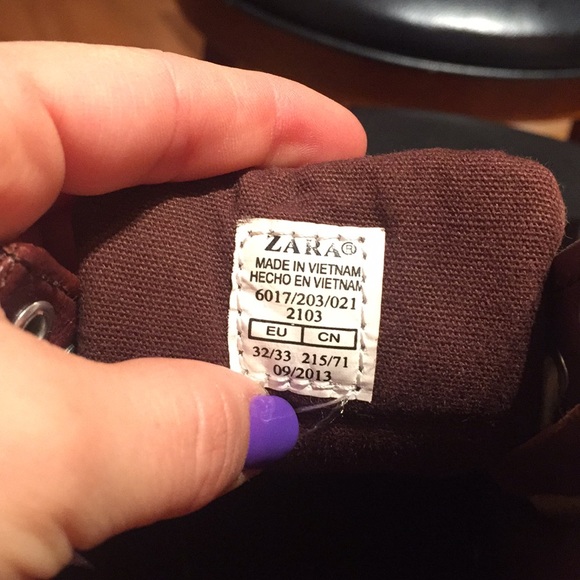 ZARA®
MADE IN VIETNAM
HECHO EN VIETNAM
6017/203/021
2103
EU CN
32/33 215/71
09/2013